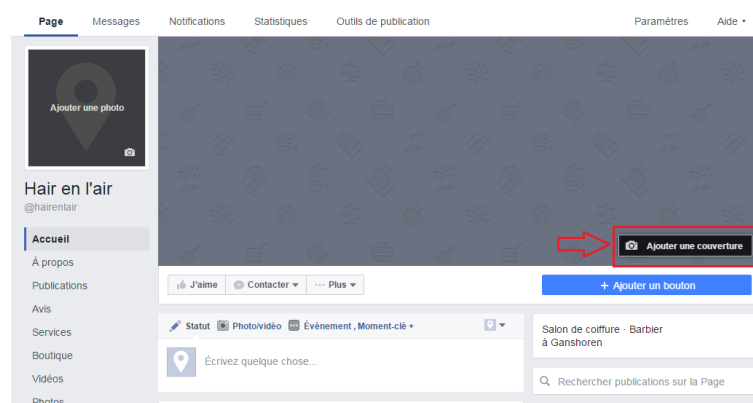 Page Messages Notifications Statistiques Outils de publication Paramètres Aide
Ajouter une photo
Hair en l'air
@hairenlair
Accueil
À propos
Publications
Avis
Services
Boutique
Vidéos
Photos
Ajouter une couverture
J'aime Contacter ··· Plus
+ Ajouter un bouton
Statut Photo/vidéo Évènement , Moment-clé +
Écrivez quelque chose...
Salon de coiffure · Barbier
à Ganshoren
Rechercher publications sur la Page